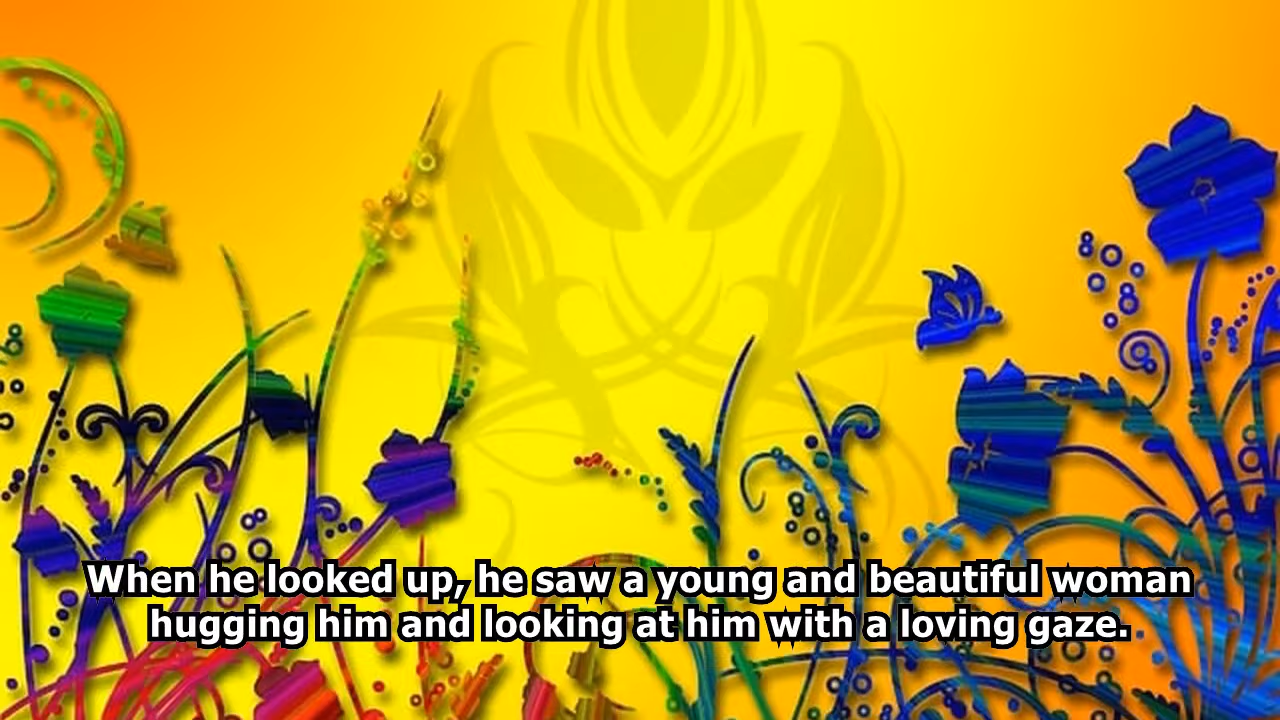 When he looked up, he saw a young and beautiful woman
hugging him and looking at him with a loving gaze.